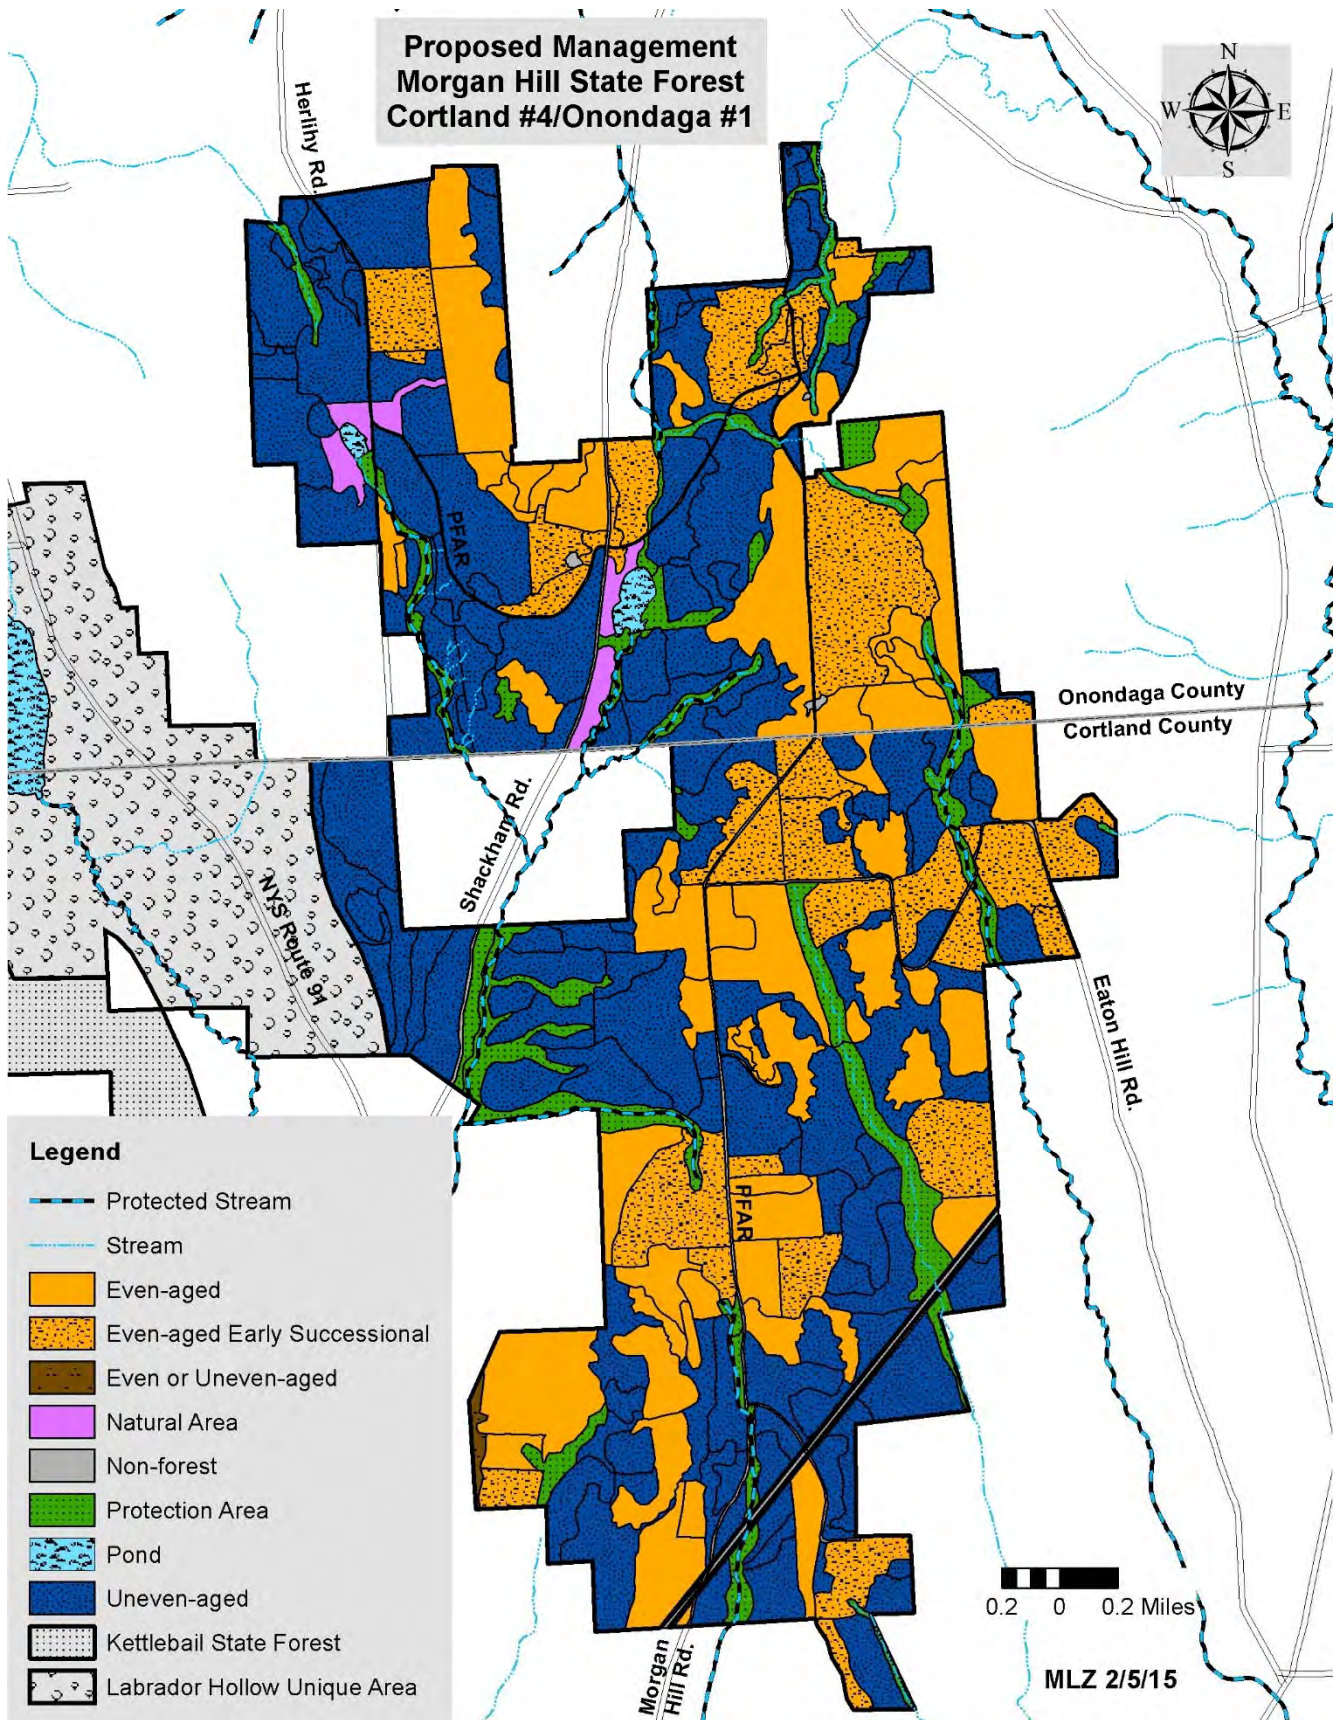 Proposed Management
Morgan Hill State Forest
Cortland #4/Onondaga #1
N
W
E
S
Herlihy Rd.
PFAR
Onondaga County
Cortland County
Shackham Rd.
NYS Route 91
Eaton Hill Rd.
PFAR
Legend
Protected Stream
Stream
Even-aged
Even-aged Early Successional
Even or Uneven-aged
Natural Area
Non-forest
Protection Area
Pond
Uneven-aged
Kettlebail State Forest
Labrador Hollow Unique Area
0.2 0 0.2 Miles
Morgan
Hill Rd.
MLZ 2/5/15